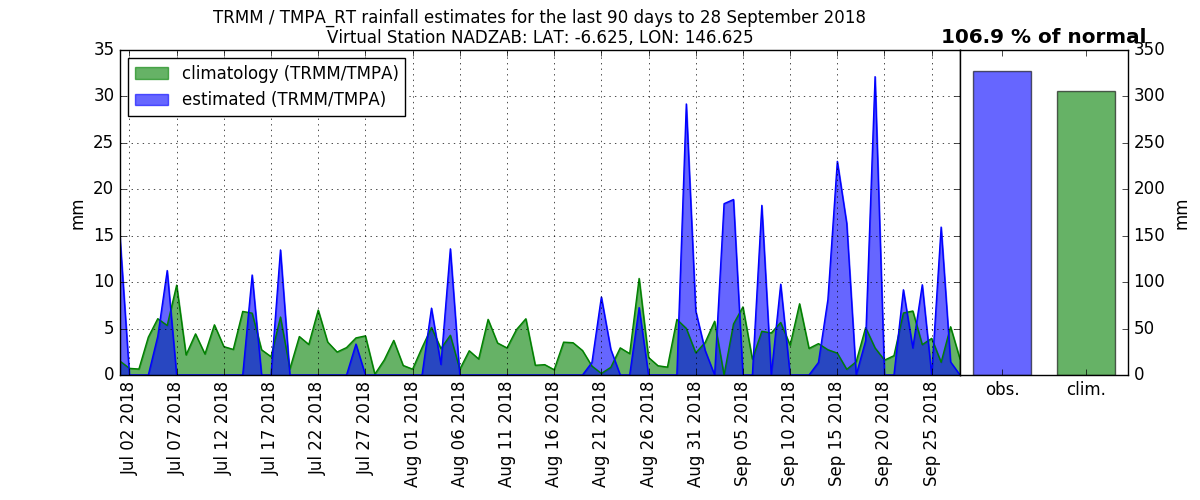 TRMM / TMPA_RT rainfall estimates for the last 90 days to 28 September 2018
Virtual Station NADZAB: LAT: -6.625, LON: 146.625
106.9 % of normal
climatology (TRMM/TMPA)
estimated (TRMM/TMPA)
35
30
25
20
15
10
5
0
mm
Jul 02 2018
Jul 07 2018
Jul 12 2018
Jul 17 2018
Jul 22 2018
Jul 27 2018
Aug 01 2018
Aug 06 2018
Aug 11 2018
Aug 16 2018
Aug 21 2018
Aug 26 2018
Aug 31 2018
Sep 05 2018
Sep 10 2018
Sep 15 2018
Sep 20 2018
Sep 25 2018
obs.
clim.
350
300
250
200
150
100
50
0
mm